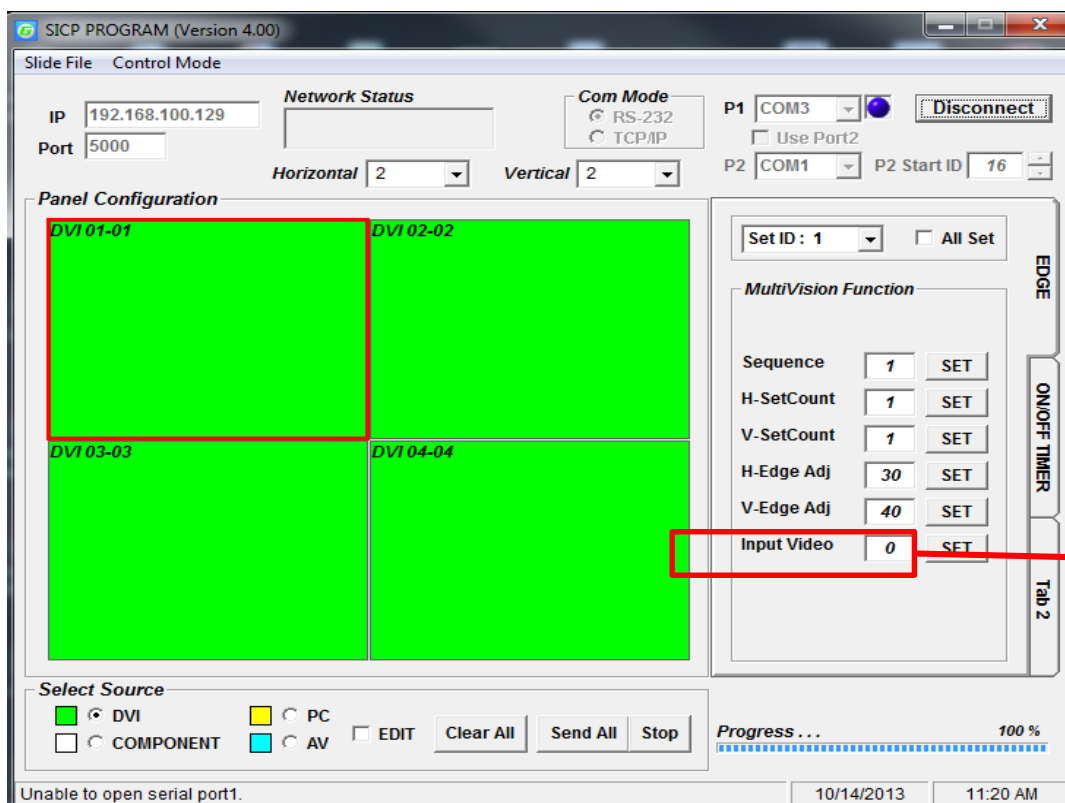 SICP PROGRAM (Version 4.00)
Slide File Control Mode
IP 192.168.100.129
Port 5000
Network Status
Com Mode
RS-232
TCP/IP
P1 COM3 Disconnect
Use Port2
P2 COM1 P2 Start ID 16
Horizontal 2 Vertical 2
Panel Configuration
DVI 01-01 DVI 02-02
DVI 03-03 DVI 04-04
Set ID : 1 All Set
MultiVision Function
Sequence 1 SET
H-SetCount 1 SET
V-SetCount 1 SET
H-Edge Adj 30 SET
V-Edge Adj 40 SET
Input Video 0 SET
EDGE
ON/OFF TIMER
Tab 2
Select Source
DVI PC
COMPONENT AV
EDIT Clear All Send All Stop
Progress . . . 100 %
Unable to open serial port1. 10/14/2013 11:20 AM